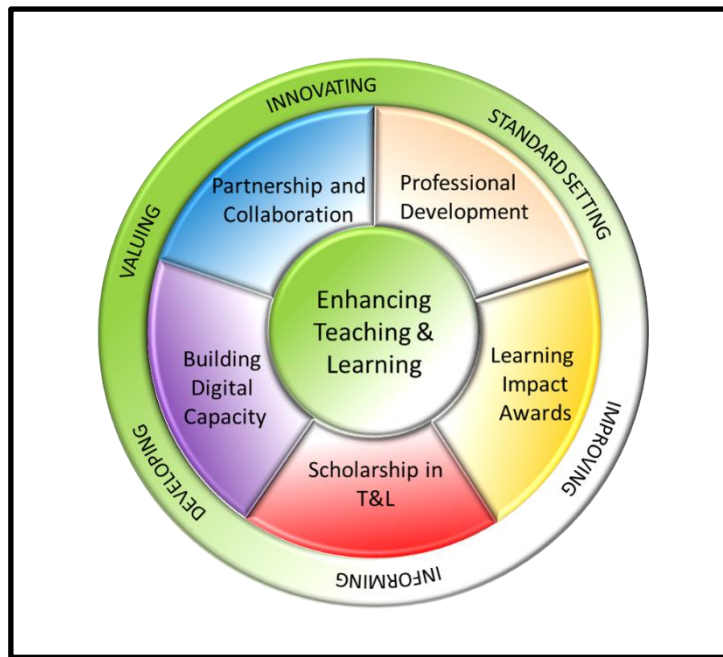 INNOVATING
STANDARD SETTING
IMPROVING
INFORMING
DEVELOPING
VALUING
Partnership and
Collaboration
Professional
Development
Learning
Impact
Awards
Scholarship in
T&L
Building
Digital
Capacity
Enhancing
Teaching &
Learning